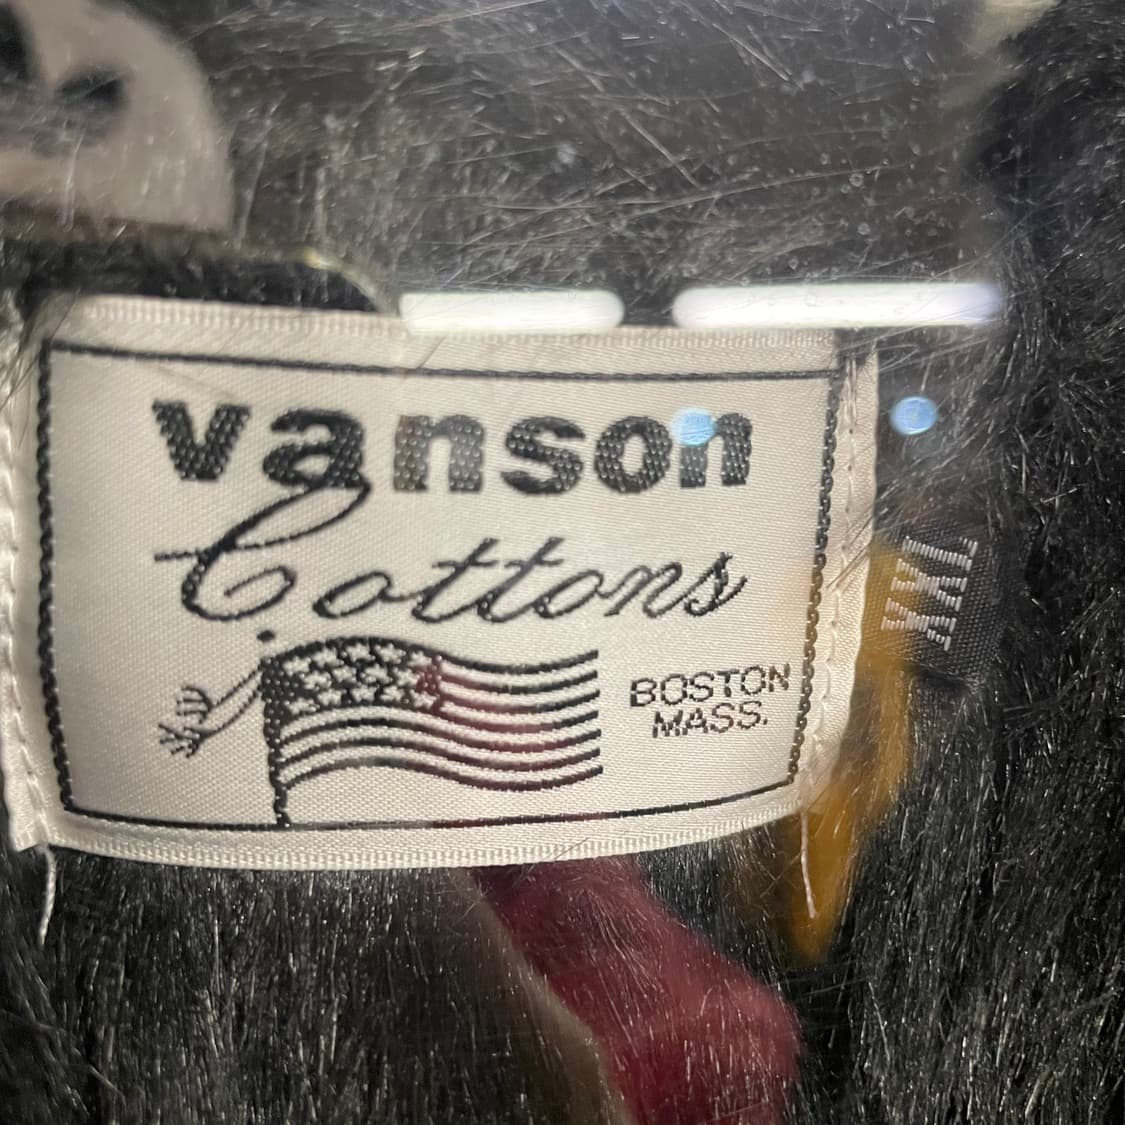 vanson
Cottons
BOSTON
MASS.
XXL